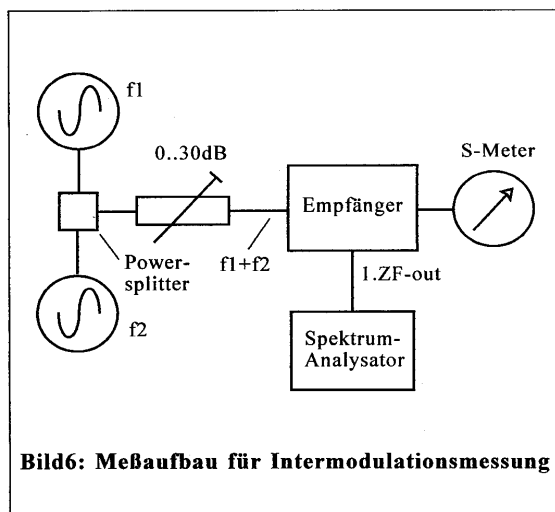 f1
0..30dB
S-Meter
Empfänger
Power-
splitter
f1+f2
1.ZF-out
f2
Spektrum-
Analysator
Bild6: Meßaufbau für Intermodulationsmessung